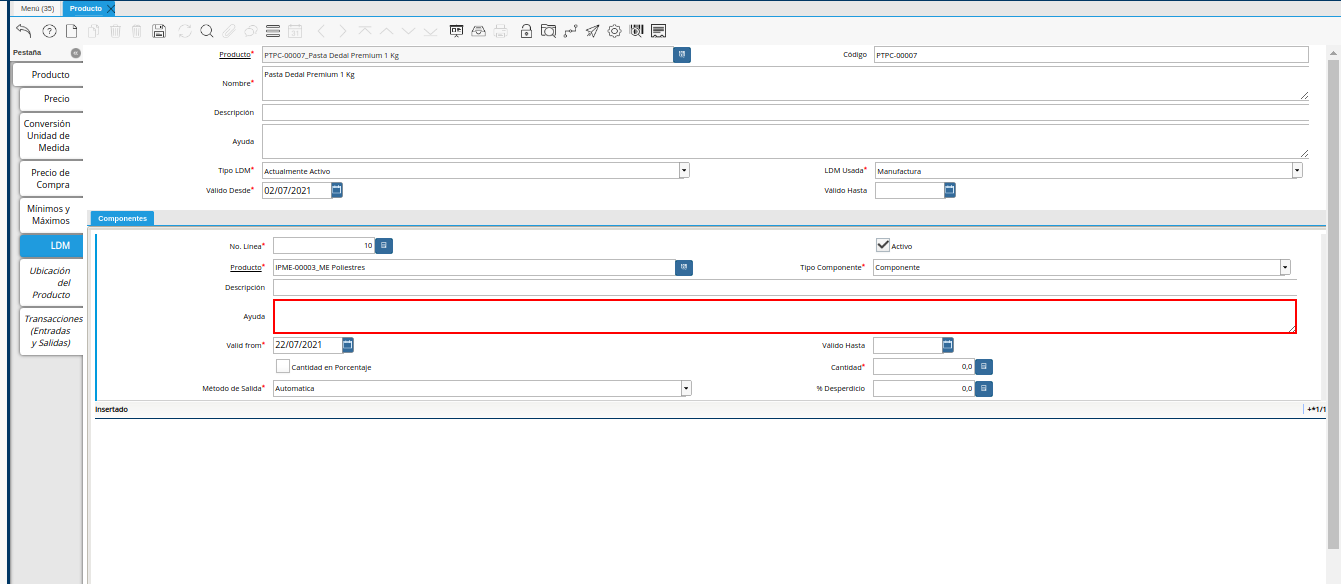 Menú (35)
Producto
Pestaña
Producto
Precio
Conversión
Unidad de
Medida
Precio de
Compra
Mínimos y
Máximos
LDM
Ubicación
del
Producto
Transacciones
(Entradas
y Salidas)
Producto* PTPC-00007_Pasta Dedal Premium 1 Kg Código PTPC-00007
Nombre* Pasta Dedal Premium 1 Kg
Descripción
Ayuda
Tipo LDM* Actualmente Activo LDM Usada* Manufactura
Válido Desde* 02/07/2021 Válido Hasta
Componentes
No. Línea* 10 Activo
Producto* IPME-00003_ME Poliestres Tipo Componente* Componente
Descripción
Ayuda
Valid from* 22/07/2021 Válido Hasta
Cantidad en Porcentaje Cantidad* 0,0
Método de Salida* Automatica % Desperdicio 0,0
Insertado +*1/1